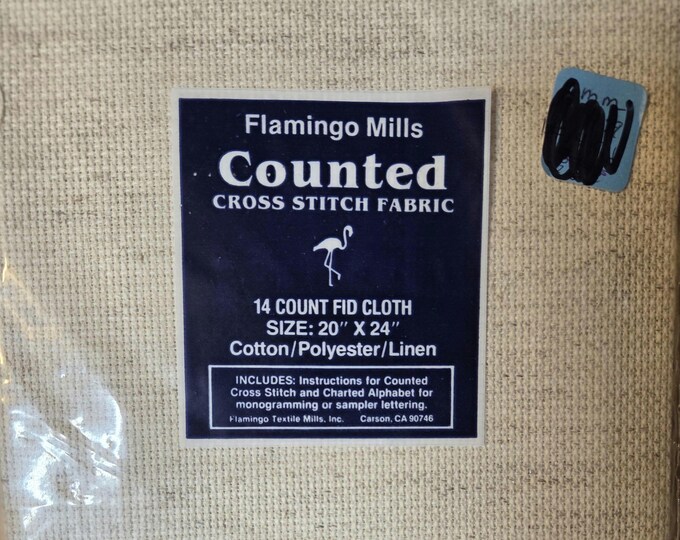 Flamingo Mills
Counted
CROSS STITCH FABRIC
14 COUNT FID CLOTH
SIZE: 20" X 24"
Cotton/Polyester/Linen
INCLUDES: Instructions for Counted
Cross Stitch and Charted Alphabet for
monogramming or sampler lettering.
Flamingo Textile Mills, Inc. Carson, CA 90746